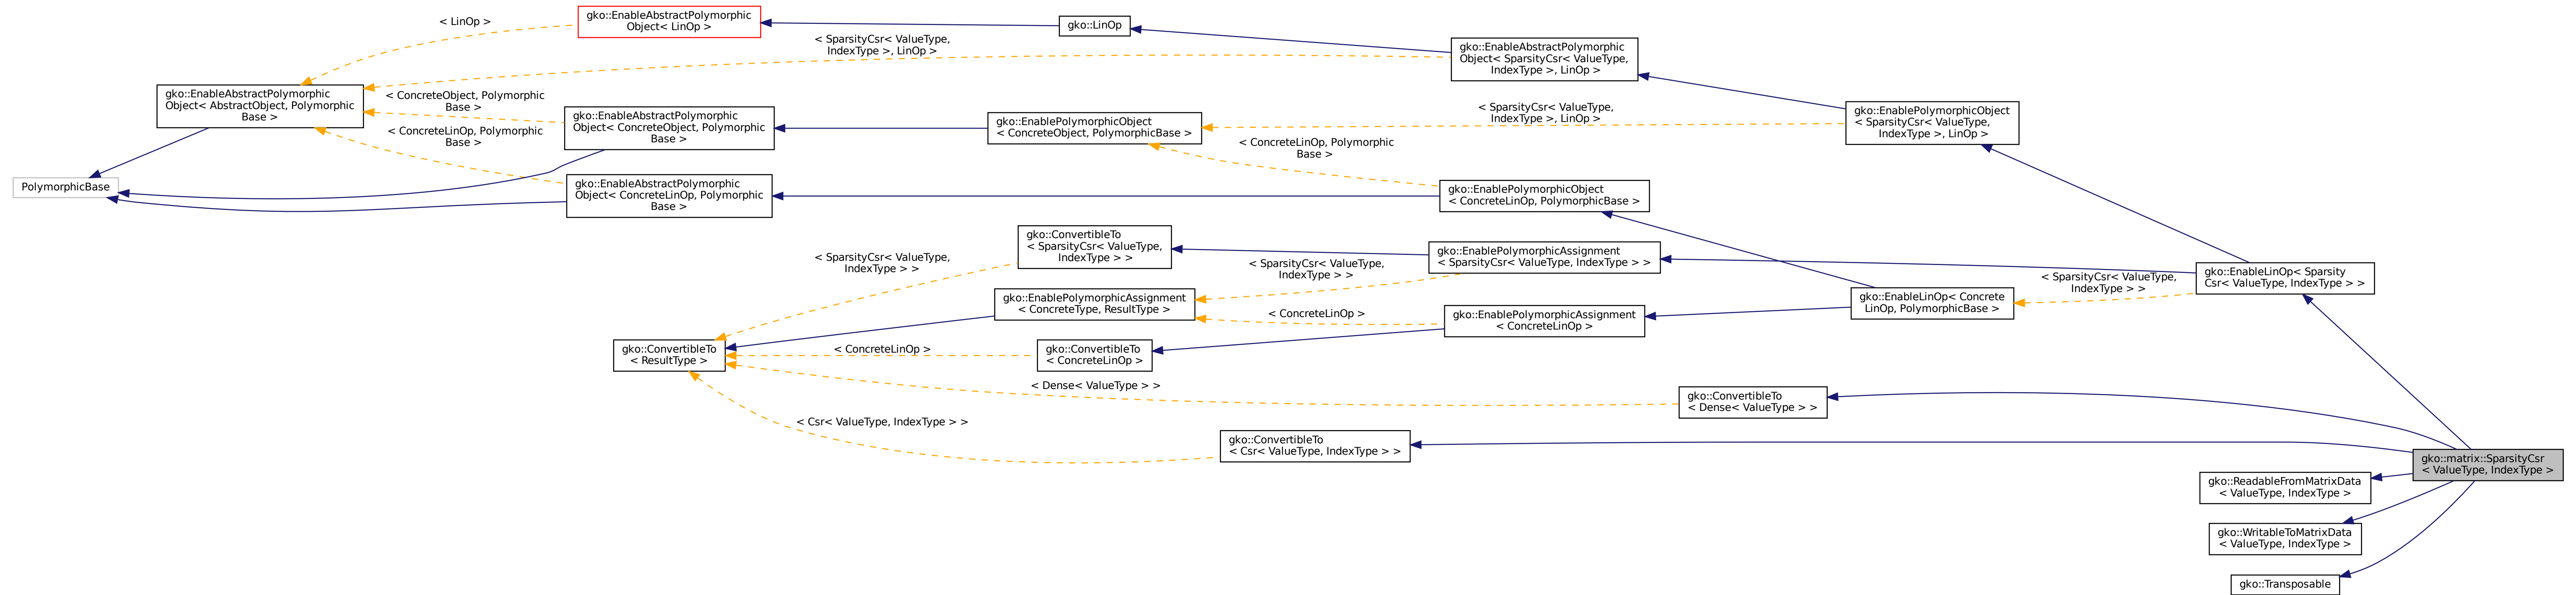 < LinOp >
gko::EnableAbstractPolymorphic
Object< LinOp >
gko::LinOp
< SparsityCsr< ValueType,
IndexType >, LinOp >
gko::EnableAbstractPolymorphic
Object< SparsityCsr< ValueType,
IndexType >, LinOp >
gko::EnableAbstractPolymorphic
Object< AbstractObject, Polymorphic
Base >
< ConcreteObject, Polymorphic
Base >
< ConcreteLinOp, Polymorphic
Base >
gko::EnableAbstractPolymorphic
Object< ConcreteObject, Polymorphic
Base >
gko::EnablePolymorphicObject
< ConcreteObject, PolymorphicBase >
< SparsityCsr< ValueType,
IndexType >, LinOp >
gko::EnablePolymorphicObject
< SparsityCsr< ValueType,
IndexType >, LinOp >
< ConcreteLinOp, Polymorphic
Base >
PolymorphicBase
gko::EnableAbstractPolymorphic
Object< ConcreteLinOp, Polymorphic
Base >
gko::EnablePolymorphicObject
< ConcreteLinOp, PolymorphicBase >
gko::ConvertibleTo
< SparsityCsr< ValueType,
IndexType > >
gko::EnablePolymorphicAssignment
< SparsityCsr< ValueType, IndexType > >
< SparsityCsr< ValueType,
IndexType > >
< SparsityCsr< ValueType,
IndexType > >
gko::EnableLinOp< Sparsity
Csr< ValueType, IndexType > >
< SparsityCsr< ValueType,
IndexType > >
gko::EnableLinOp< Concrete
LinOp, PolymorphicBase >
gko::EnablePolymorphicAssignment
< ConcreteType, ResultType >
< ConcreteLinOp >
gko::EnablePolymorphicAssignment
< ConcreteLinOp >
gko::ConvertibleTo
< ResultType >
< ConcreteLinOp >
gko::ConvertibleTo
< ConcreteLinOp >
< Dense< ValueType > >
gko::ConvertibleTo
< Dense< ValueType > >
< Csr< ValueType, IndexType > >
gko::ConvertibleTo
< Csr< ValueType, IndexType > >
gko::matrix::SparsityCsr
< ValueType, IndexType >
gko::ReadableFromMatrixData
< ValueType, IndexType >
gko::WritableToMatrixData
< ValueType, IndexType >
gko::Transposable